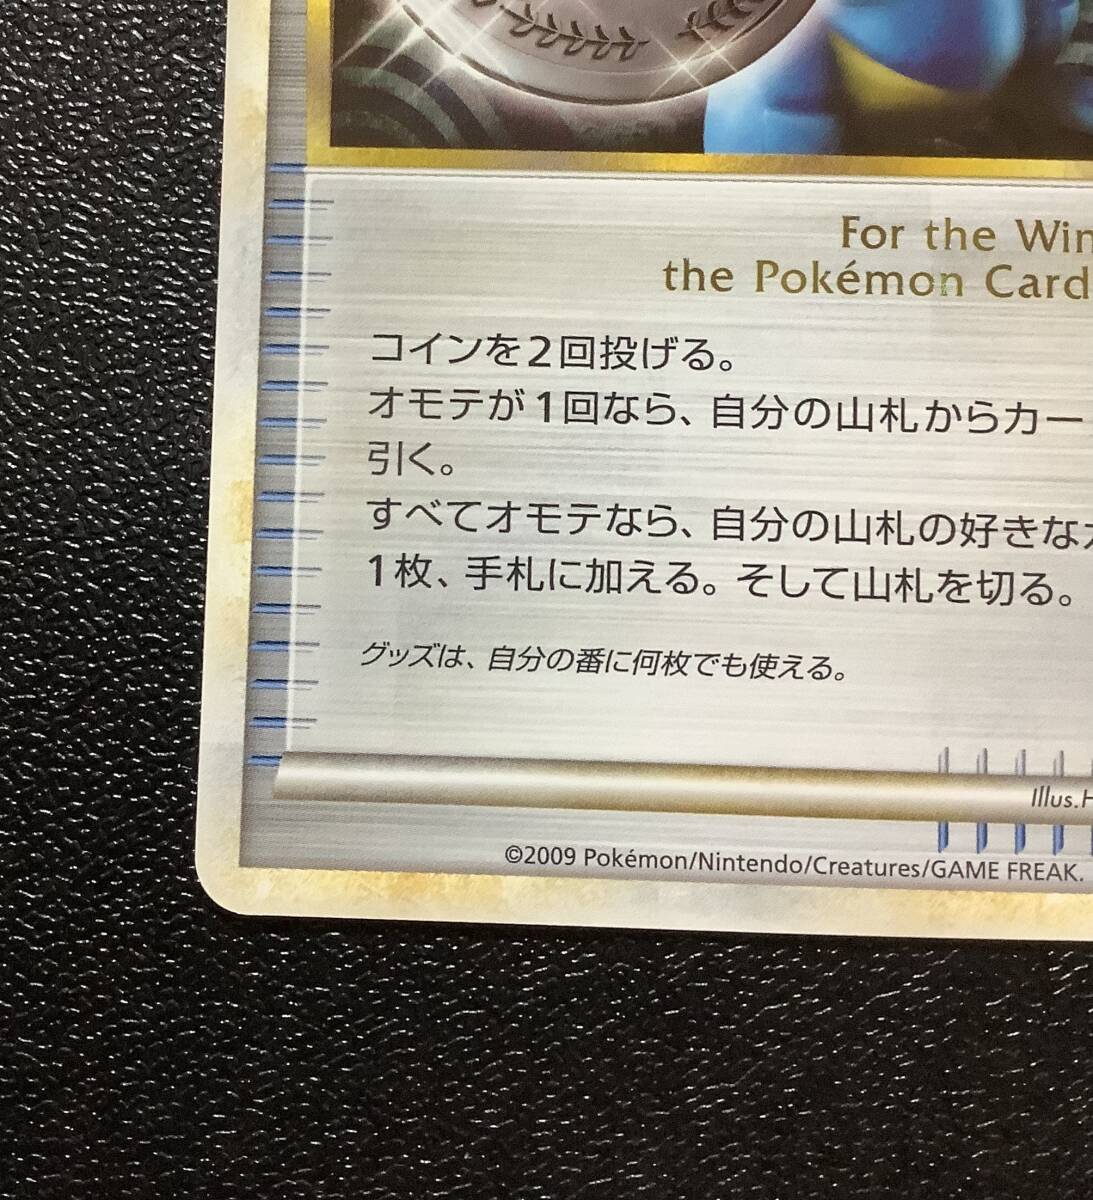 For the Win
the Pokémon Card
コインを2回投げる。
オモテが1回なら、自分の山札からカー
引く。
すべてオモテなら、自分の山札の好きな
1枚、手札に加える。そして山札を切る。
グッズは、自分の番に何枚でも使える。
Illus.H
©2009 Pokémon/Nintendo/Creatures/GAME FREAK.